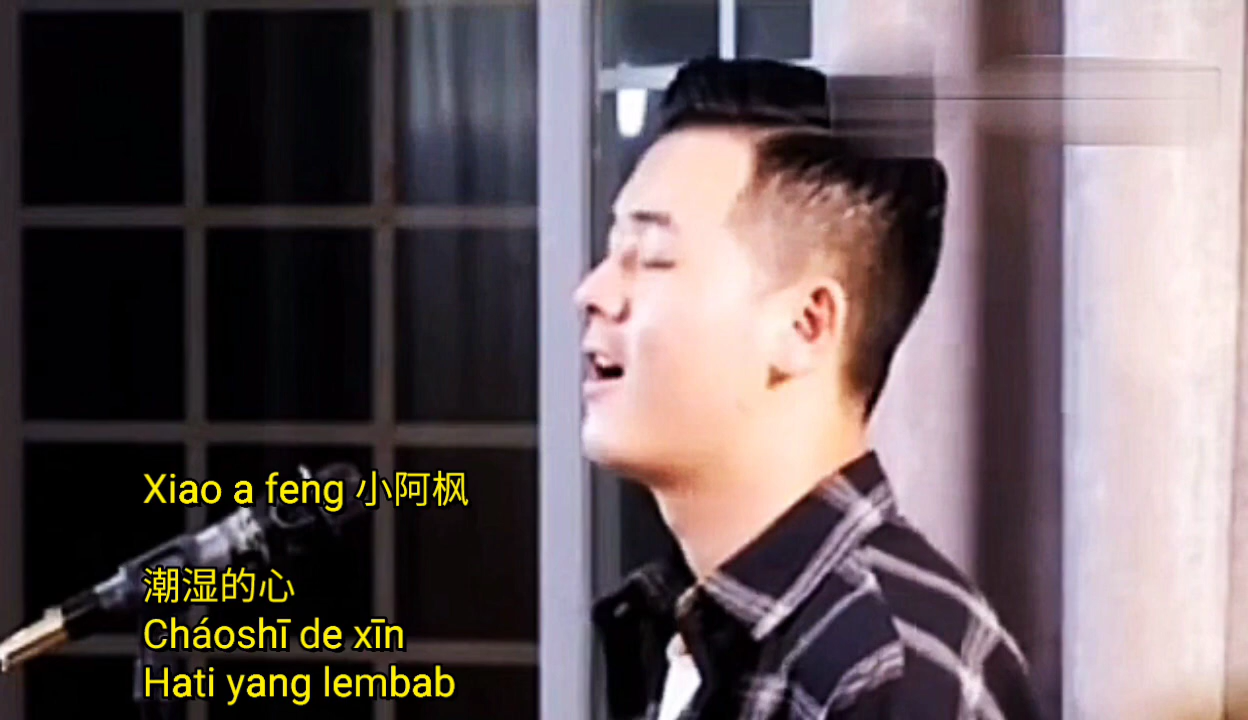 Xiao a feng 小阿枫
潮湿的心
Cháoshī de xīn
Hati yang lembab